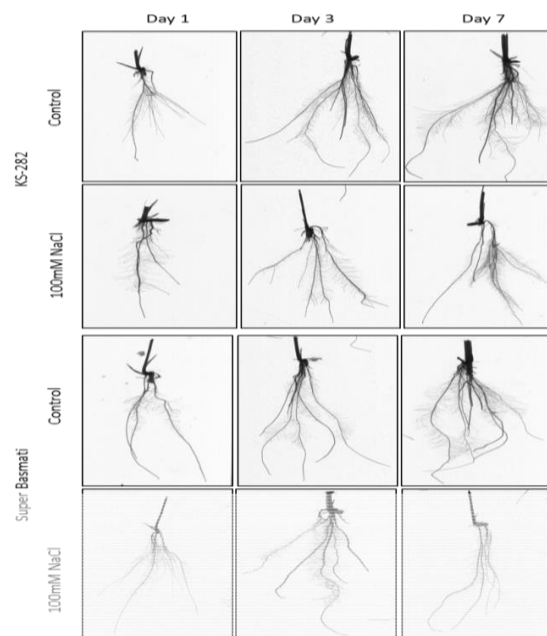 Day 1 Day 3 Day 7
KS-282
Control
100mM NaCl
Super Basmati
Control
100mM NaCl